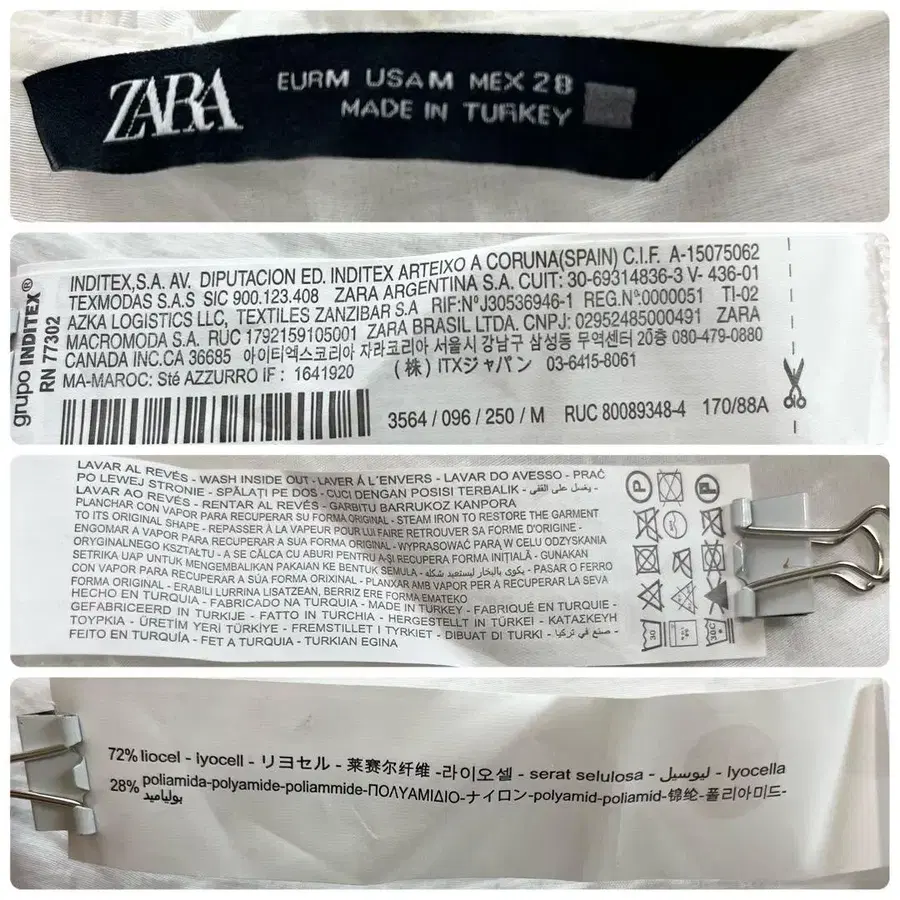 ZARA
EUR M USA M MEX 28
MADE IN TURKEY
grupo INDITEX®
RN 77302
INDITEX,S.A. AV. DIPUTACION ED. INDITEX ARTEIXO A CORUNA(SPAIN) C.I.F. A-15075062
TEXMODAS S.A.S SIC 900.123.408 ZARA ARGENTINA S.A. CUIT: 30-69314836-3 V- 436-01
AZKA LOGISTICS LLC, TEXTILES ZANZIBAR S.A RIF:N°J30536946-1 REG.N°.0000051 TI-02
MACROMODA S.A. RUC 1792159105001 ZARA BRASIL LTDA. CNPJ: 02952485000491 ZARA
CANADA INC.CA 36685 아이티엑스코리아 자라코리아 서울시 강남구 삼성동 무역센터 20층 080-479-0880
MA-MAROC: Sté AZZURRO IF : 1641920 (株) ITXジャパン 03-6415-8061
3564 / 096 / 250 / M RUC 80089348-4 170/88A
LAVAR AL REVÉS - WASH INSIDE OUT - LAVER À L´ENVERS - LAVAR DO AVESSO - PRAĆ
PO LEWEJ STRONIE - SPĂLAȚI PE DOS - CUCI DENGAN POSISI TERBALIK - يغسل على القفى -
LAVAR AO REVÉS - RENTAR AL REVÉS - GARBITU BARRUKOZ KANPORA
PLANCHAR CON VAPOR PARA RECUPERAR SU FORMA ORIGINAL - STEAM IRON TO RESTORE THE GARMENT
TO ITS ORIGINAL SHAPE - REPASSER À LA VAPEUR POUR LUI FAIRE RETROUVER SA FORME D'ORIGINE -
ENGOMAR A VAPOR PARA RECUPERAR A SUA FORMA ORIGINAL - WYPRASOWAĆ PARĄ W CELU ODZYSKANIA
ORYGINALNEGO KSZTAŁTU - A SE CĂLCA CU ABURI PENTRU A-ȘI RECUPERA FORMA INIȚIALĂ - GUNAKAN
SETRIKA UAP UNTUK MENGEMBALIKAN PAKAIAN KE BENTUK SEMULA - يكوى بالبخار ليستعيد شكله - PASAR O FERRO
CON VAPOR PARA RECUPERAR A SÚA FORMA ORIXINAL - PLANXAR AMB VAPOR PER A RECUPERAR LA SEVA
FORMA ORIGINAL - ERABILI LURRINA LISATZEAN, BERRIZ ERE FORMA EMATEKO
HECHO EN TURQUIA - FABRICADO NA TURQUIA - MADE IN TURKEY - FABRIQUÉ EN TURQUIE -
GEFABRICEERD IN TURKIJE - FATTO IN TURCHIA - HERGESTELLT IN TÜRKEI - ΚΑΤΑΣΚΕΥΗ
ΤΟΥΡΚΙΑ - ÜRETİM YERİ TÜRKİYE - FREMSTILLET I TYRKIET - DIBUAT DI TURKI - صنع في تركيا -
FEITO EN TURQUÍA - FET A TURQUIA - TURKIAN EGINA
P P
30 30C
72% liocel - lyocell - リヨセル - 莱赛尔纤维 -라이오셀 - serat selulosa - ليوسيل - lyocella
28% poliamida-polyamide-poliammide-ΠΟΛΥΑΜΙΔΙΟ-ナイロン-polyamid-poliamid-锦纶-폴리아미드-
بولياميد